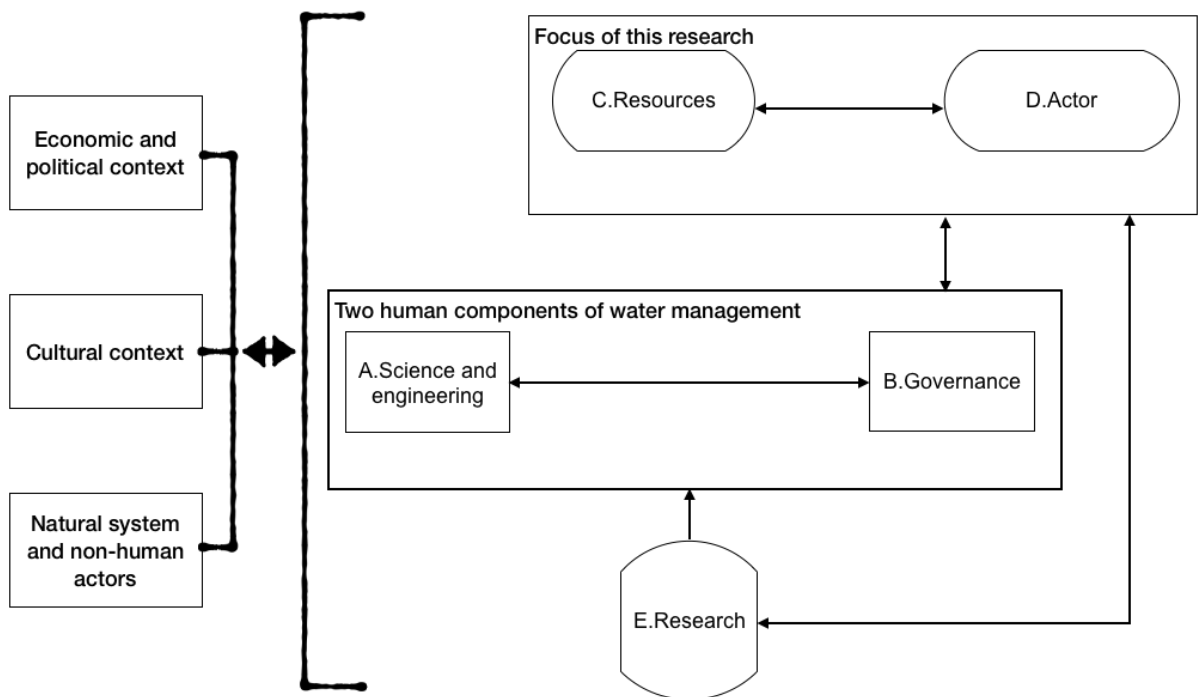 Economic and
political context
Cultural context
Natural system
and non-human
actors
Focus of this research
C.Resources
D.Actor
Two human components of water management
A.Science and
engineering
B.Governance
E.Research